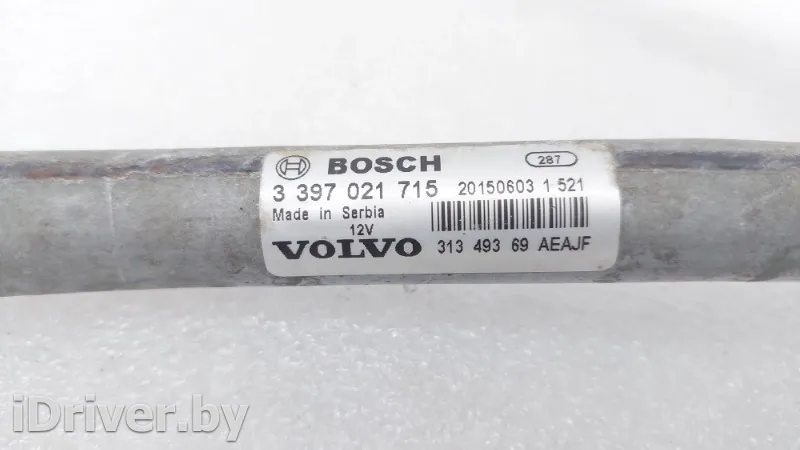 BOSCH 287
3 397 021 715 20150603 1 521
Made in Serbia
12V
VOLVO 313 493 69 AEAJF
iDriver.by